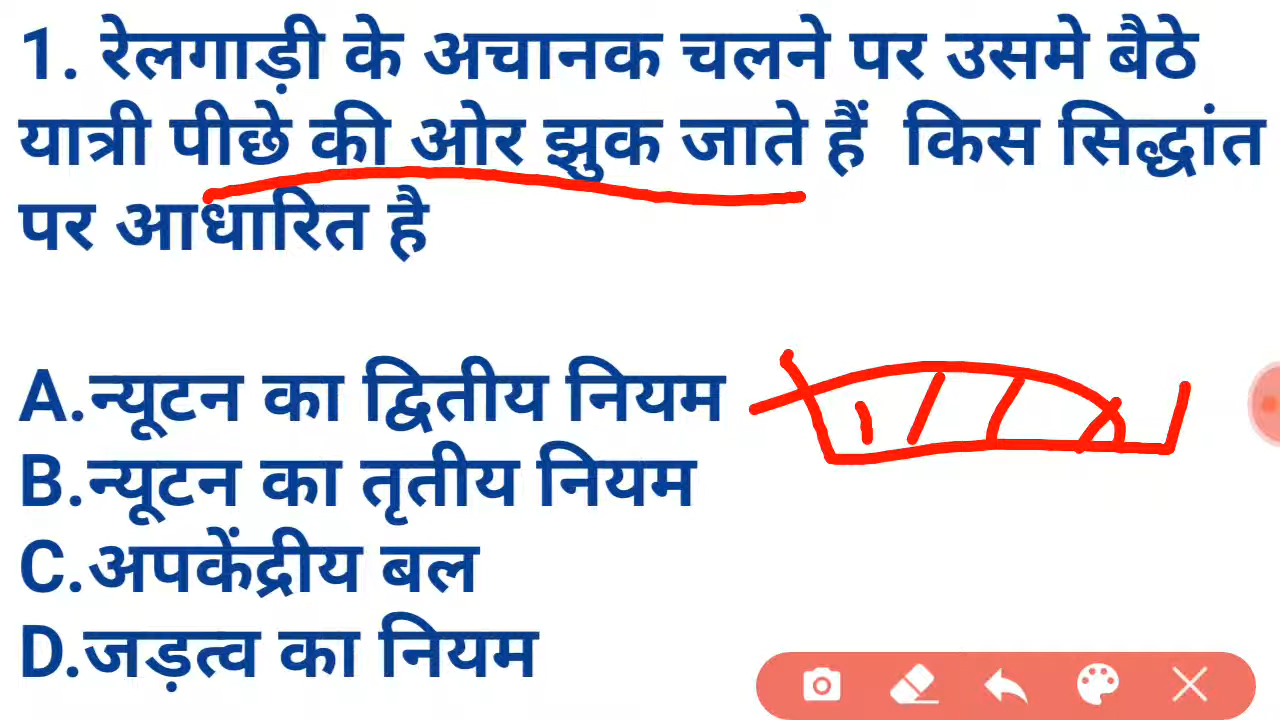 1. रेलगाड़ी के अचानक चलने पर उसमे बैठे
यात्री पीछे की ओर झुक जाते हैं किस सिद्धांत
पर आधारित है
A.न्यूटन का द्वितीय नियम
B.न्यूटन का तृतीय नियम
C.अपकेंद्रीय बल
D.जड़त्व का नियम